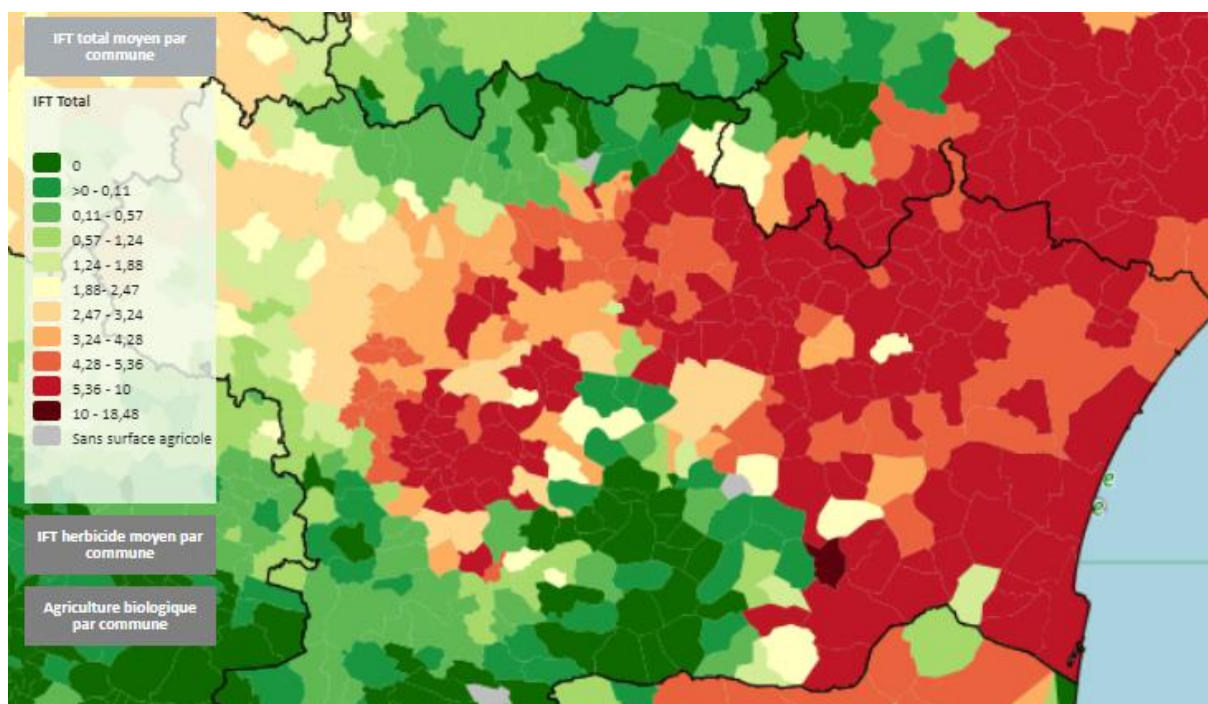 IFT total moyen par
commune
IFT Total
0
>0 - 0,11
0,11 - 0,57
0,57 - 1,24
1,24 - 1,88
1,88- 2,47
2,47 - 3,24
3,24 - 4,28
4,28 - 5,36
5,36 - 10
10 - 18,48
Sans surface agricole
IFT herbicide moyen par
commune
Agriculture biologique
par commune
e
e